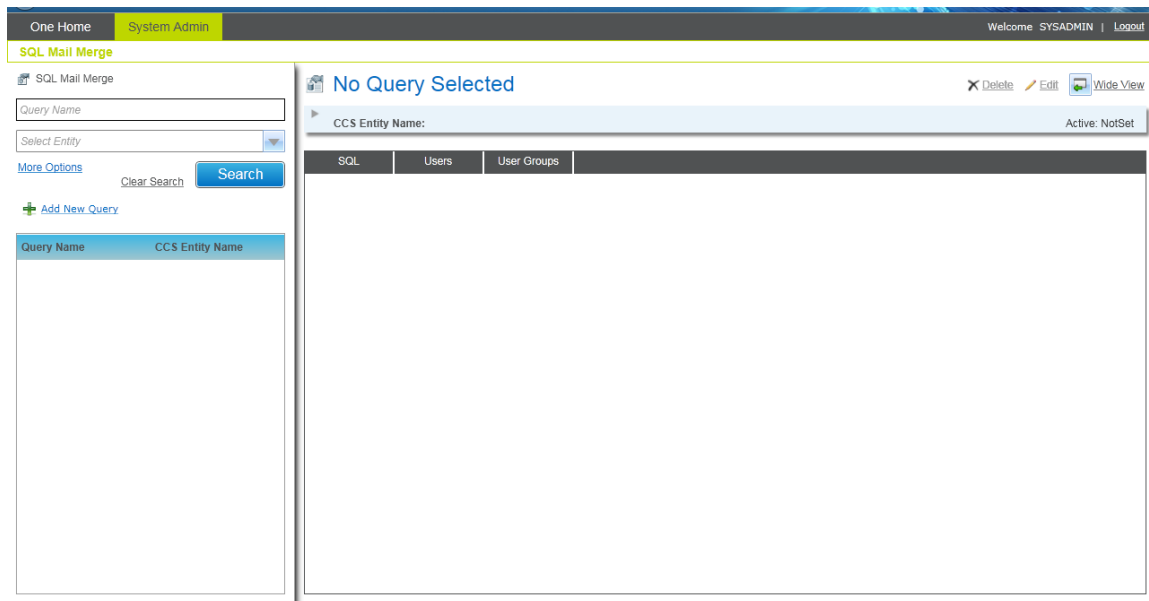 One Home System Admin
Welcome SYSADMIN | Logout
SQL Mail Merge
SQL Mail Merge
Query Name
Select Entity
More Options
Clear Search
Search
Add New Query
Query Name CCS Entity Name
No Query Selected
Delete Edit Wide View
CCS Entity Name:
Active: NotSet
SQL Users User Groups